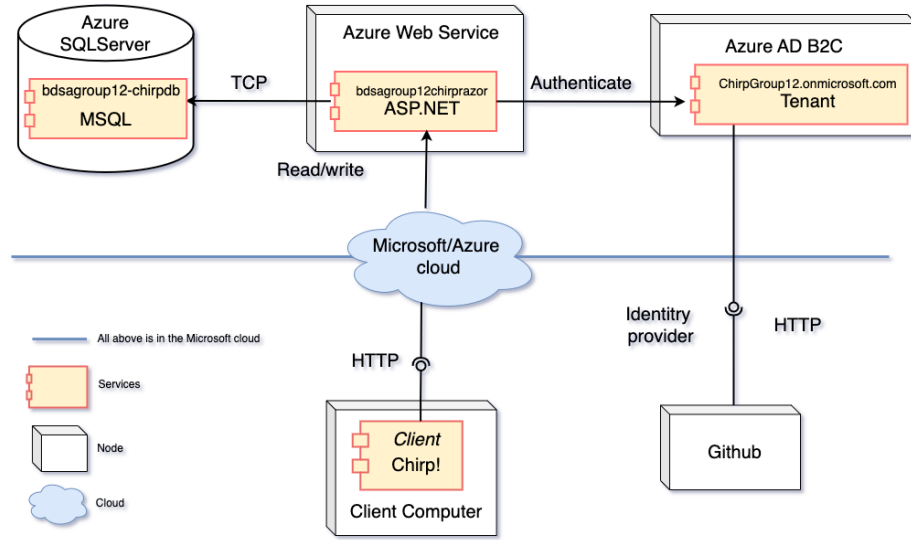 Azure
SQLServer
bdsagroup12-chirpdb
MSQL
TCP
Azure Web Service
bdsagroup12chirprazor
ASP.NET
Authenticate
Azure AD B2C
ChirpGroup12.onmicrosoft.com
Tenant
Read/write
Microsoft/Azure
cloud
Identitry
provider
HTTP
HTTP
All above is in the Microsoft cloud
Services
Node
Cloud
Client
Chirp!
Client Computer
Github